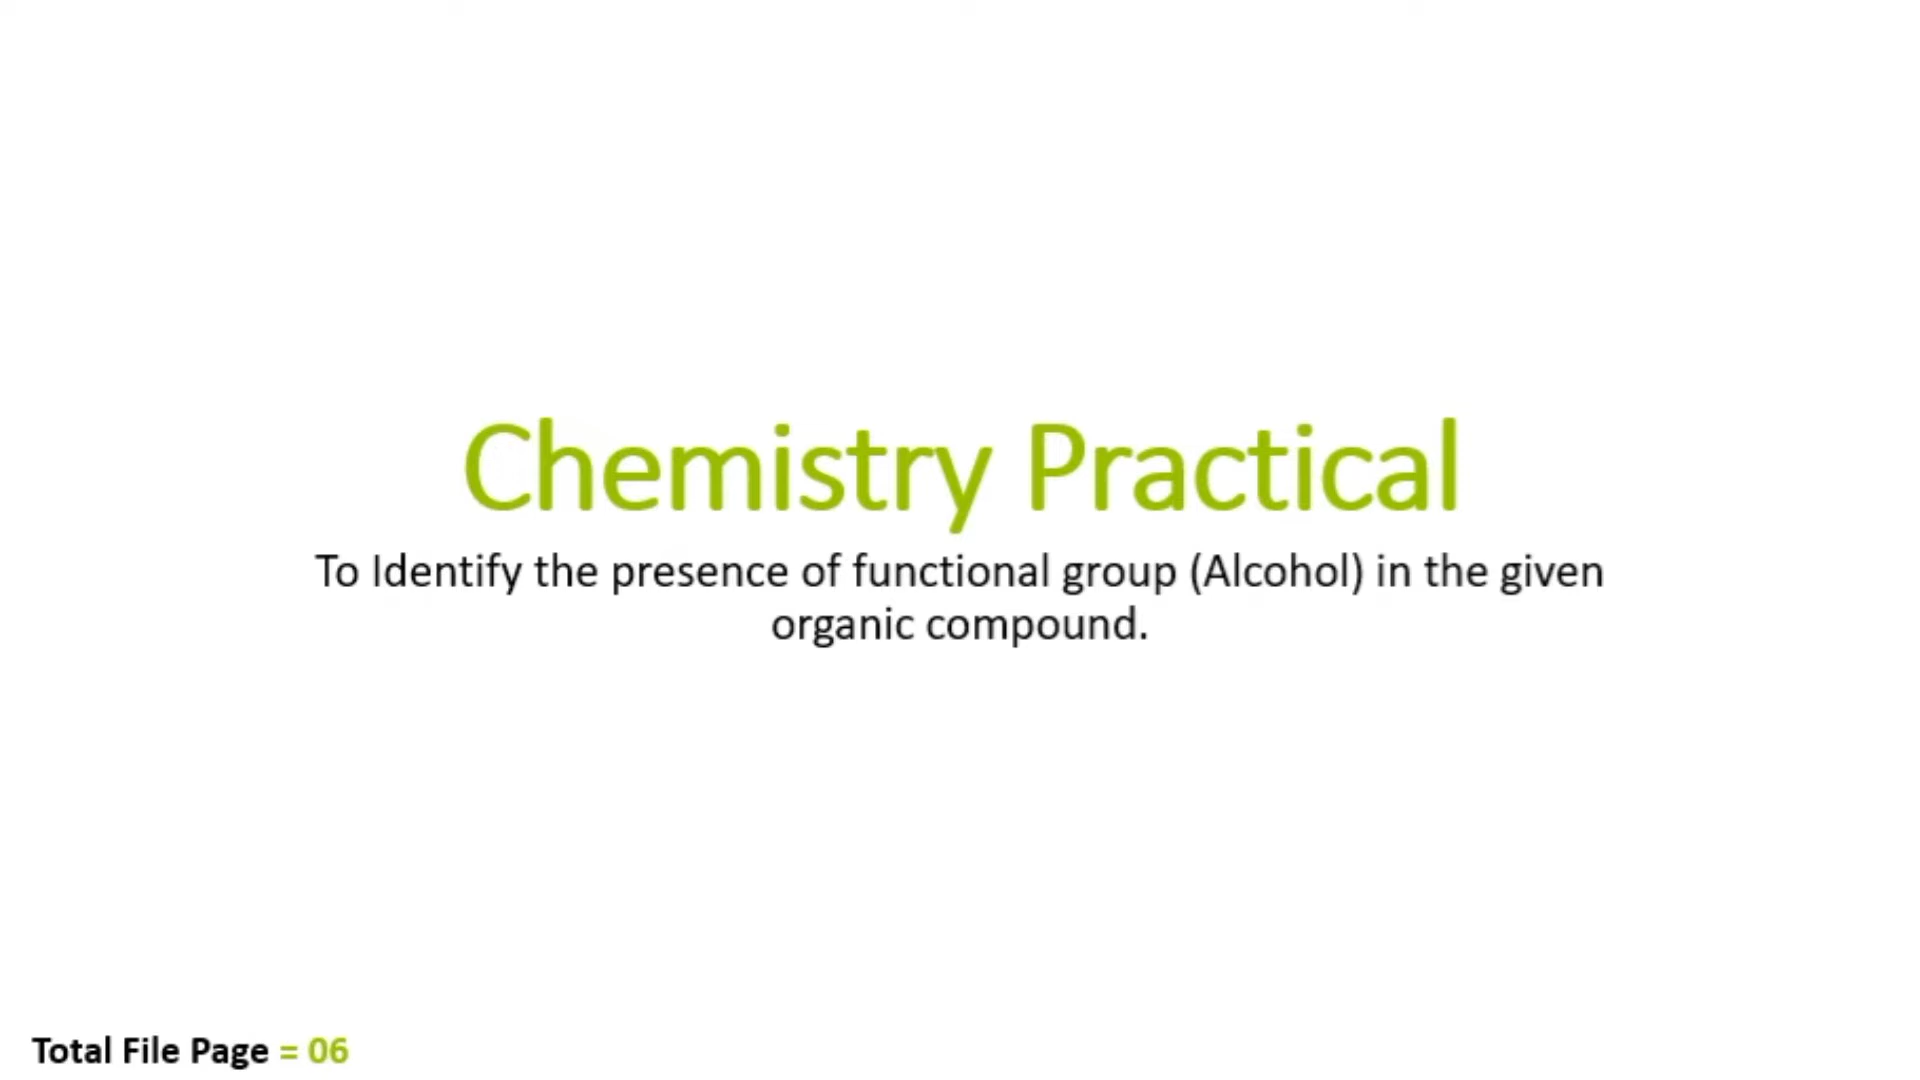 Chemistry Practical
To Identify the presence of functional group (Alcohol) in the given
organic compound.
Total File Page = 06